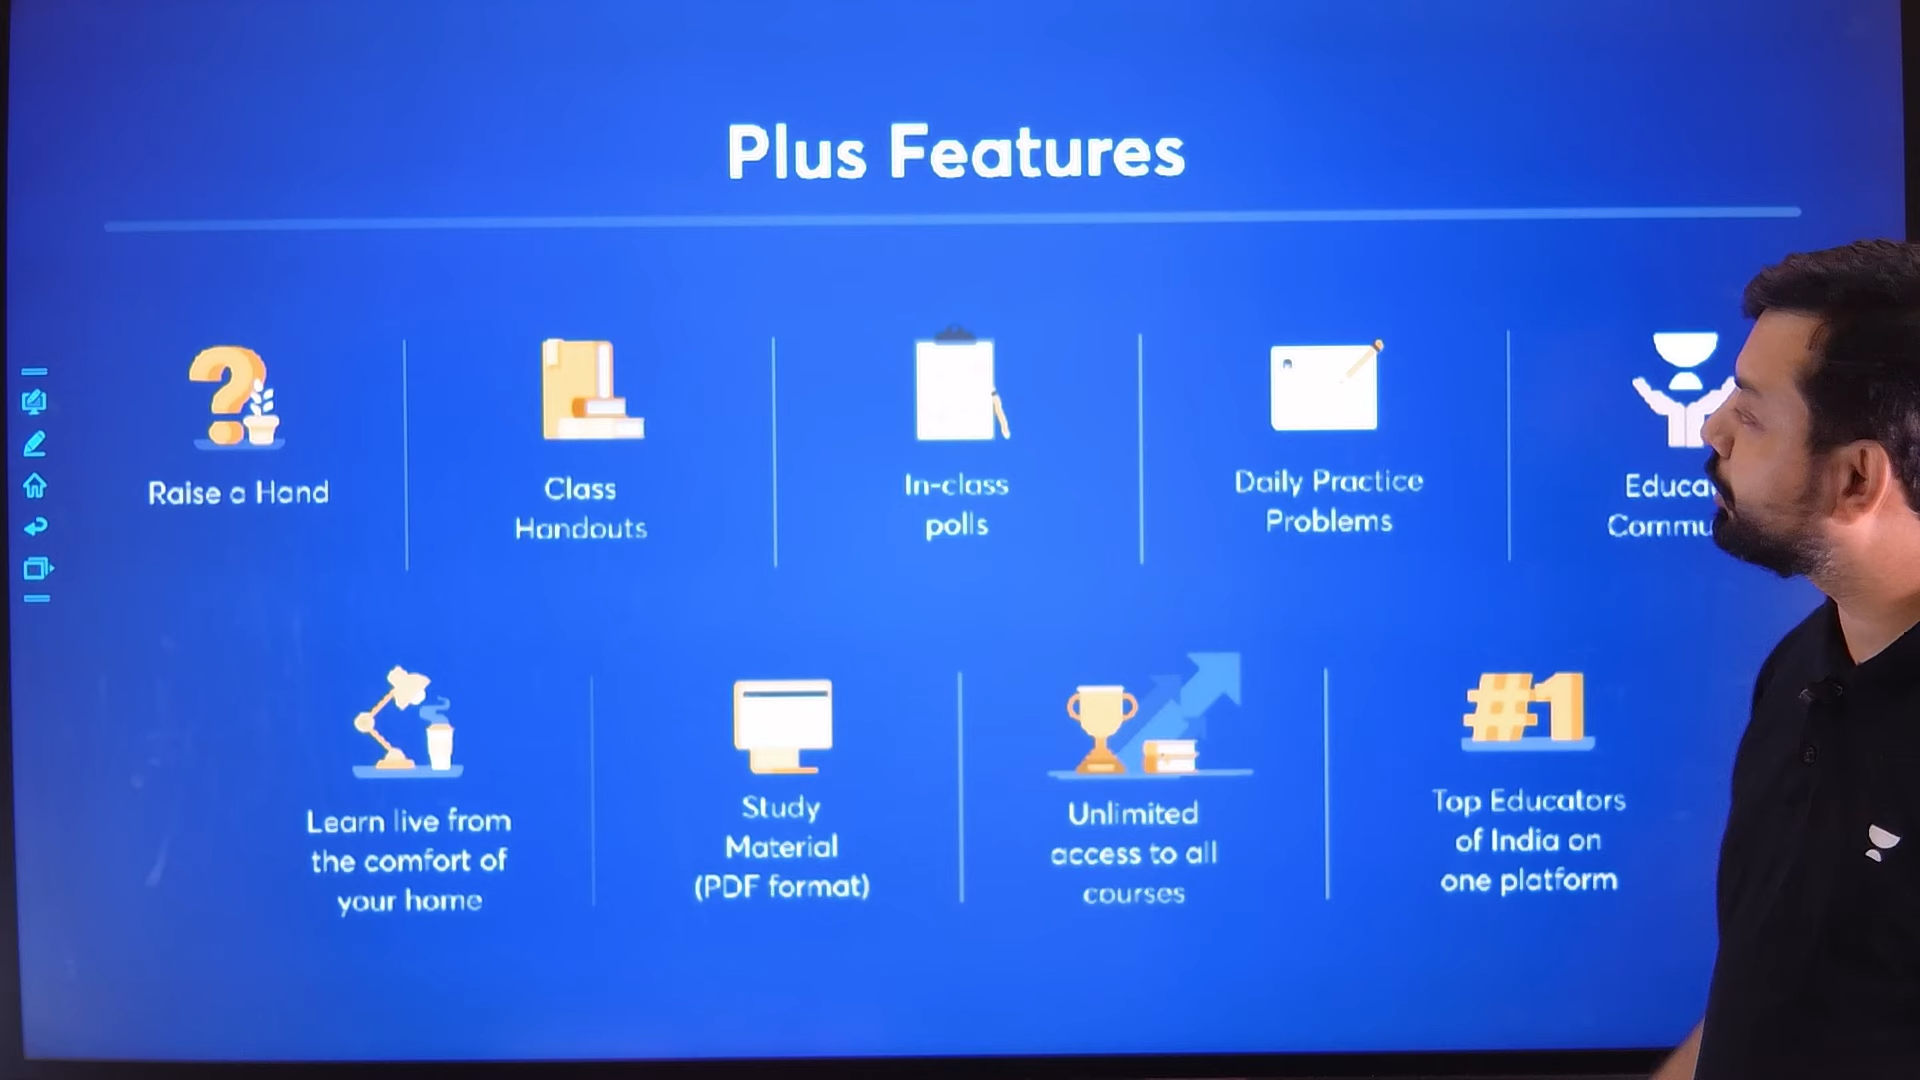 Plus Features
Raise a Hand
Class
Handouts
In-class
polls
Daily Practice
Problems
Learn live from
the comfort of
your home
Study
Material
(PDF format)
Unlimited
access to all
courses
#1
Top Educators
of India on
one platform